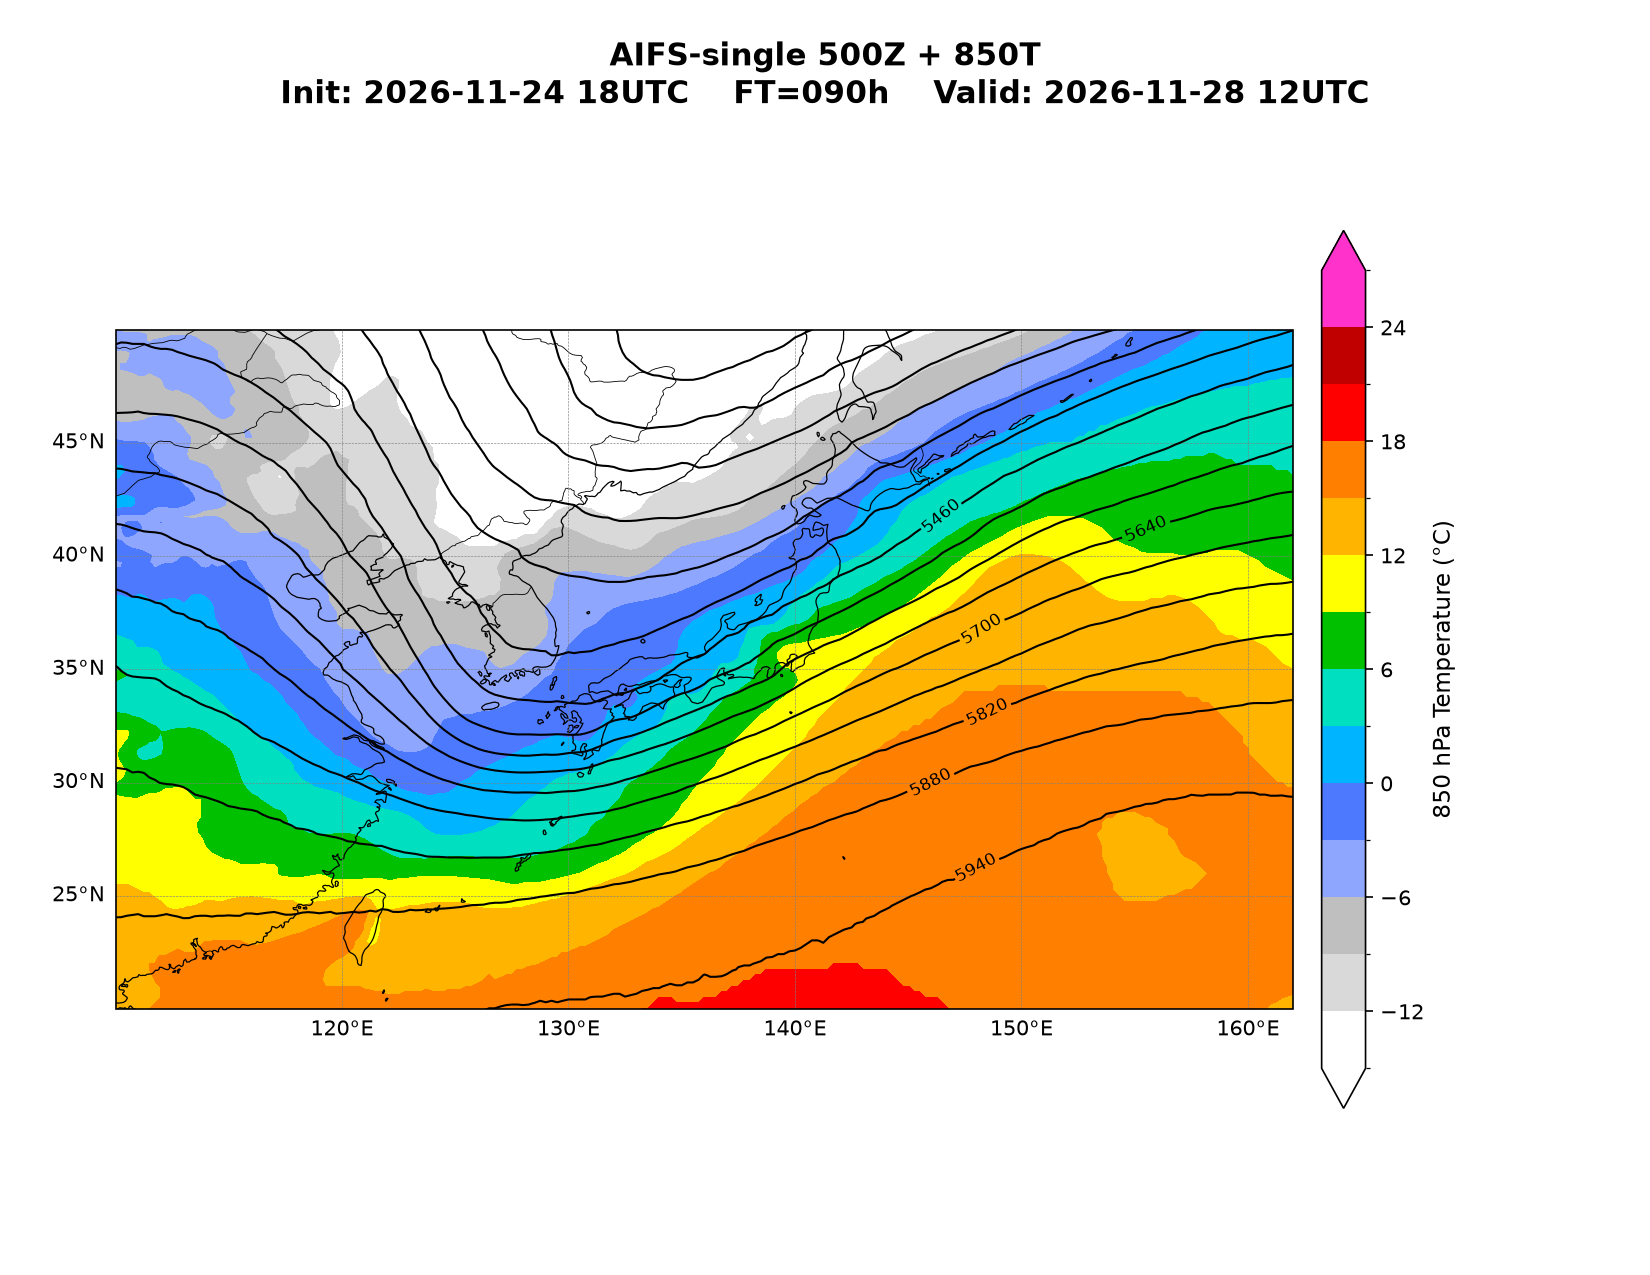 AIFS-single 500Z + 850T
Init: 2026-11-24 18UTC    FT=090h    Valid: 2026-11-28 12UTC
24
18
12
6
0
−6
−12
850 hPa Temperature (°C)
45°N
40°N
35°N
30°N
25°N
5460
5640
5700
5820
5880
5940
120°E
130°E
140°E
150°E
160°E